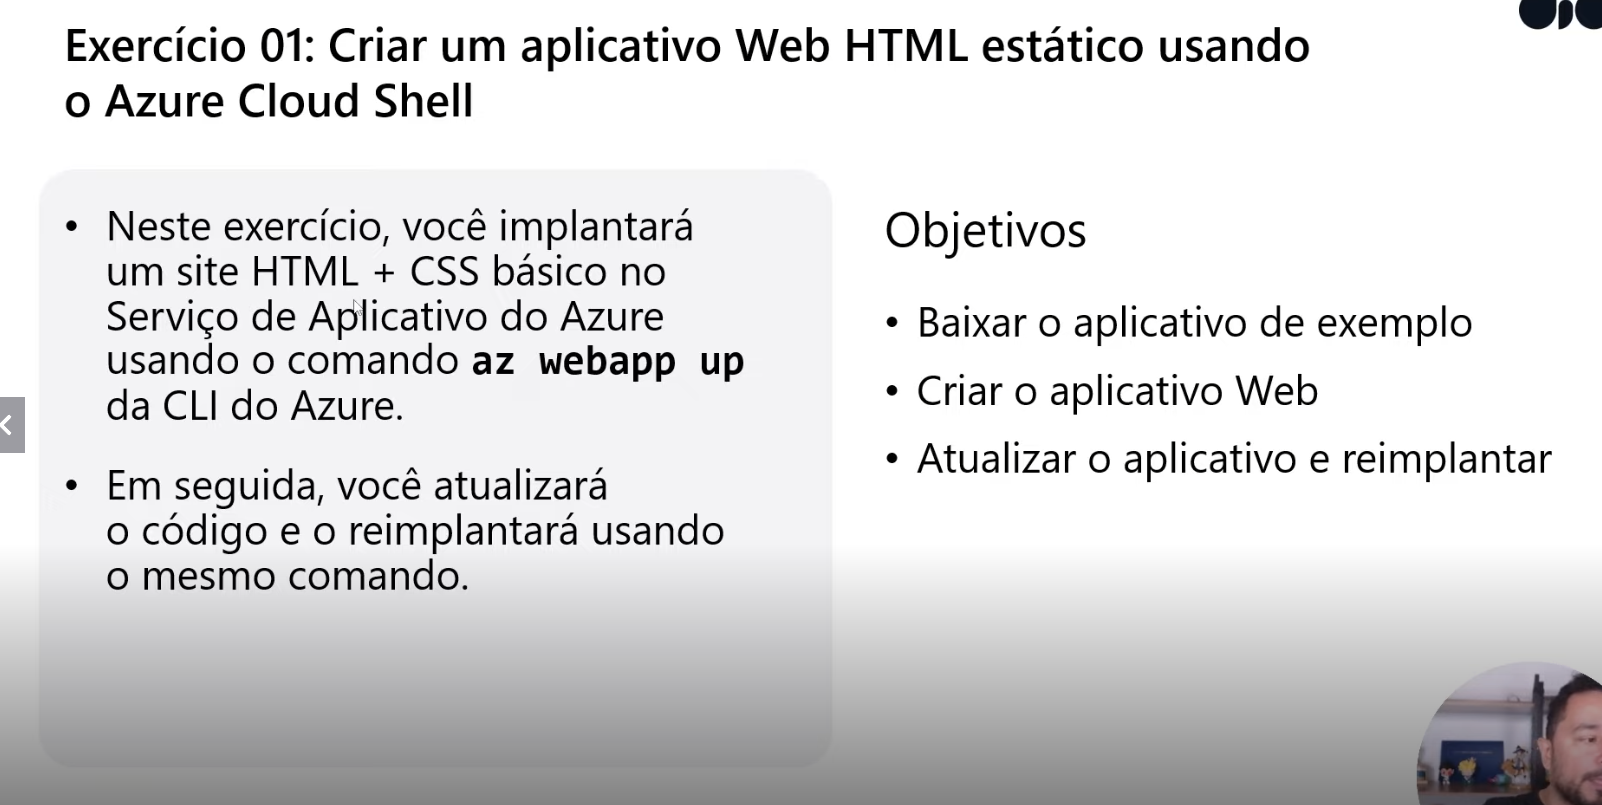 Exercício 01: Criar um aplicativo Web HTML estático usando
o Azure Cloud Shell
• Neste exercício, você implantará
um site HTML + CSS básico no
Serviço de Aplicativo do Azure
usando o comando az webapp up
da CLI do Azure.
• Em seguida, você atualizará
o código e o reimplantará usando
o mesmo comando.
Objetivos
• Baixar o aplicativo de exemplo
• Criar o aplicativo Web
• Atualizar o aplicativo e reimplantar